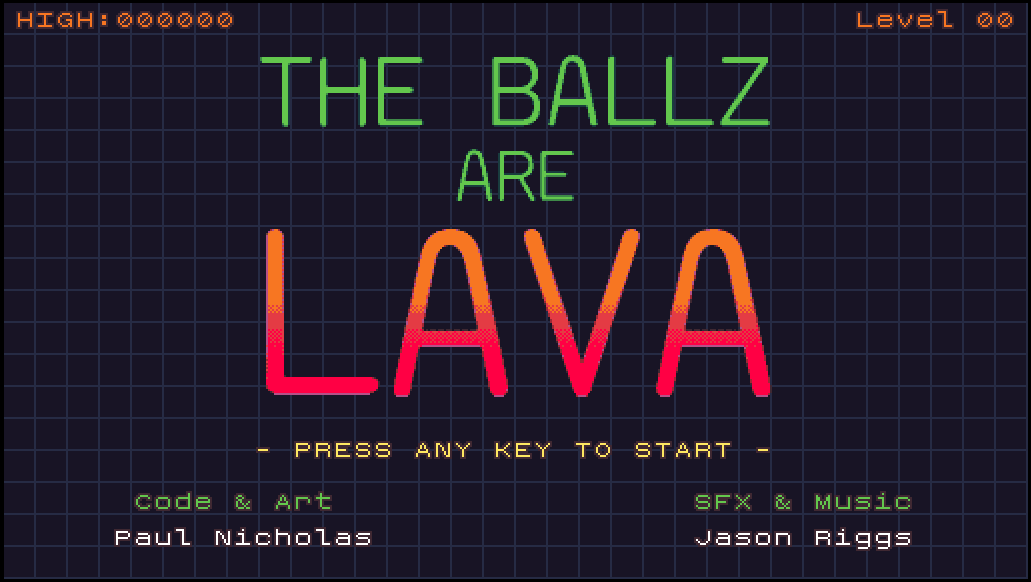 HIGH:000000 Level 00
THE BALLZ
ARE
LAVA
- PRESS ANY KEY TO START -
Code & Art SFX & Music
Paul Nicholas Jason Riggs